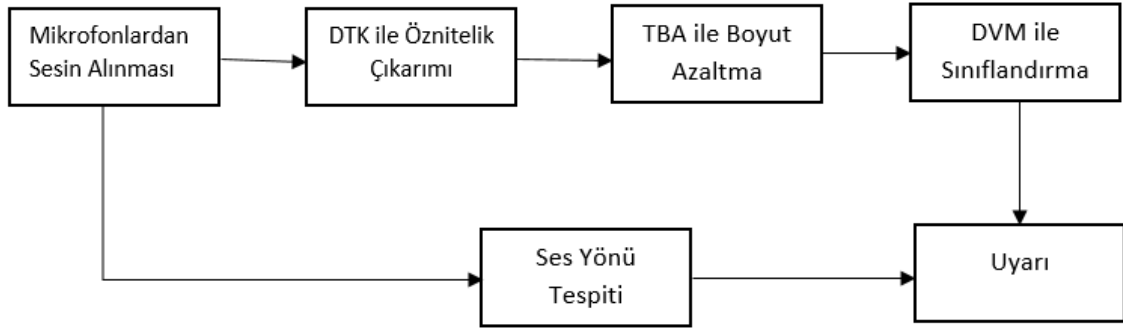 Mikrofonlardan
Sesin Alınması
DTK ile Öznitelik
Çıkarımı
TBA ile Boyut
Azaltma
DVM ile
Sınıflandırma
Ses Yönü
Tespiti
Uyarı